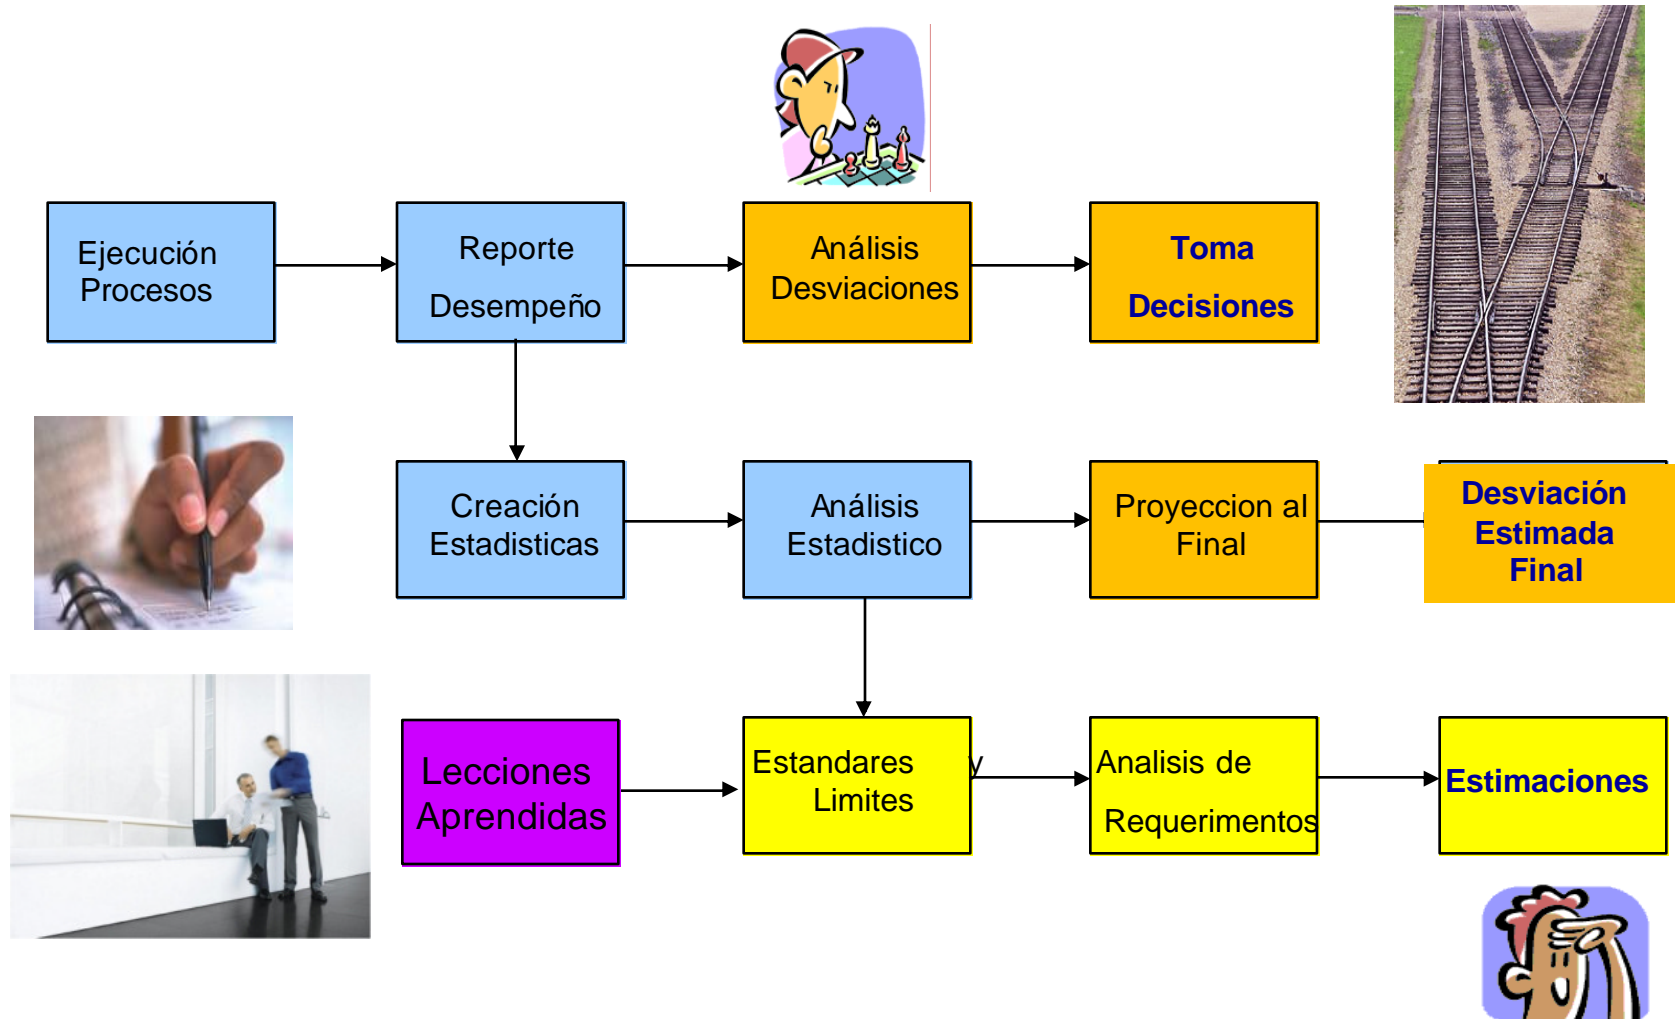 Ejecución
Procesos
Reporte
Desempeño
Análisis
Desviaciones
Toma
Decisiones
Creación
Estadisticas
Análisis
Estadistico
Proyeccion al
Final
Desviación
Estimada
Final
Lecciones
Aprendidas
Estandares y
Limites
Analisis de
Requerimentos
Estimaciones